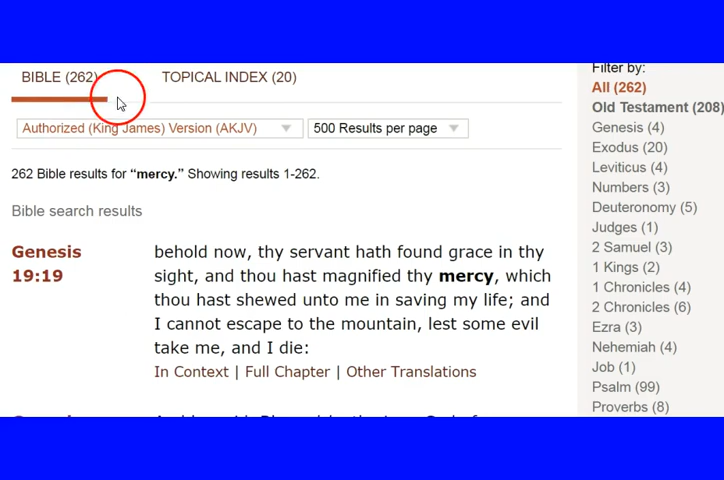 BIBLE (262)
TOPICAL INDEX (20)
Authorized (King James) Version (AKJV)
500 Results per page
262 Bible results for “mercy.” Showing results 1-262.
Bible search results
Genesis
19:19
behold now, thy servant hath found grace in thy
sight, and thou hast magnified thy mercy, which
thou hast shewed unto me in saving my life; and
I cannot escape to the mountain, lest some evil
take me, and I die:
In Context | Full Chapter | Other Translations
Filter by:
All (262)
Old Testament (208)
Genesis (4)
Exodus (20)
Leviticus (4)
Numbers (3)
Deuteronomy (5)
Judges (1)
2 Samuel (3)
1 Kings (2)
1 Chronicles (4)
2 Chronicles (6)
Ezra (3)
Nehemiah (4)
Job (1)
Psalm (99)
Proverbs (8)